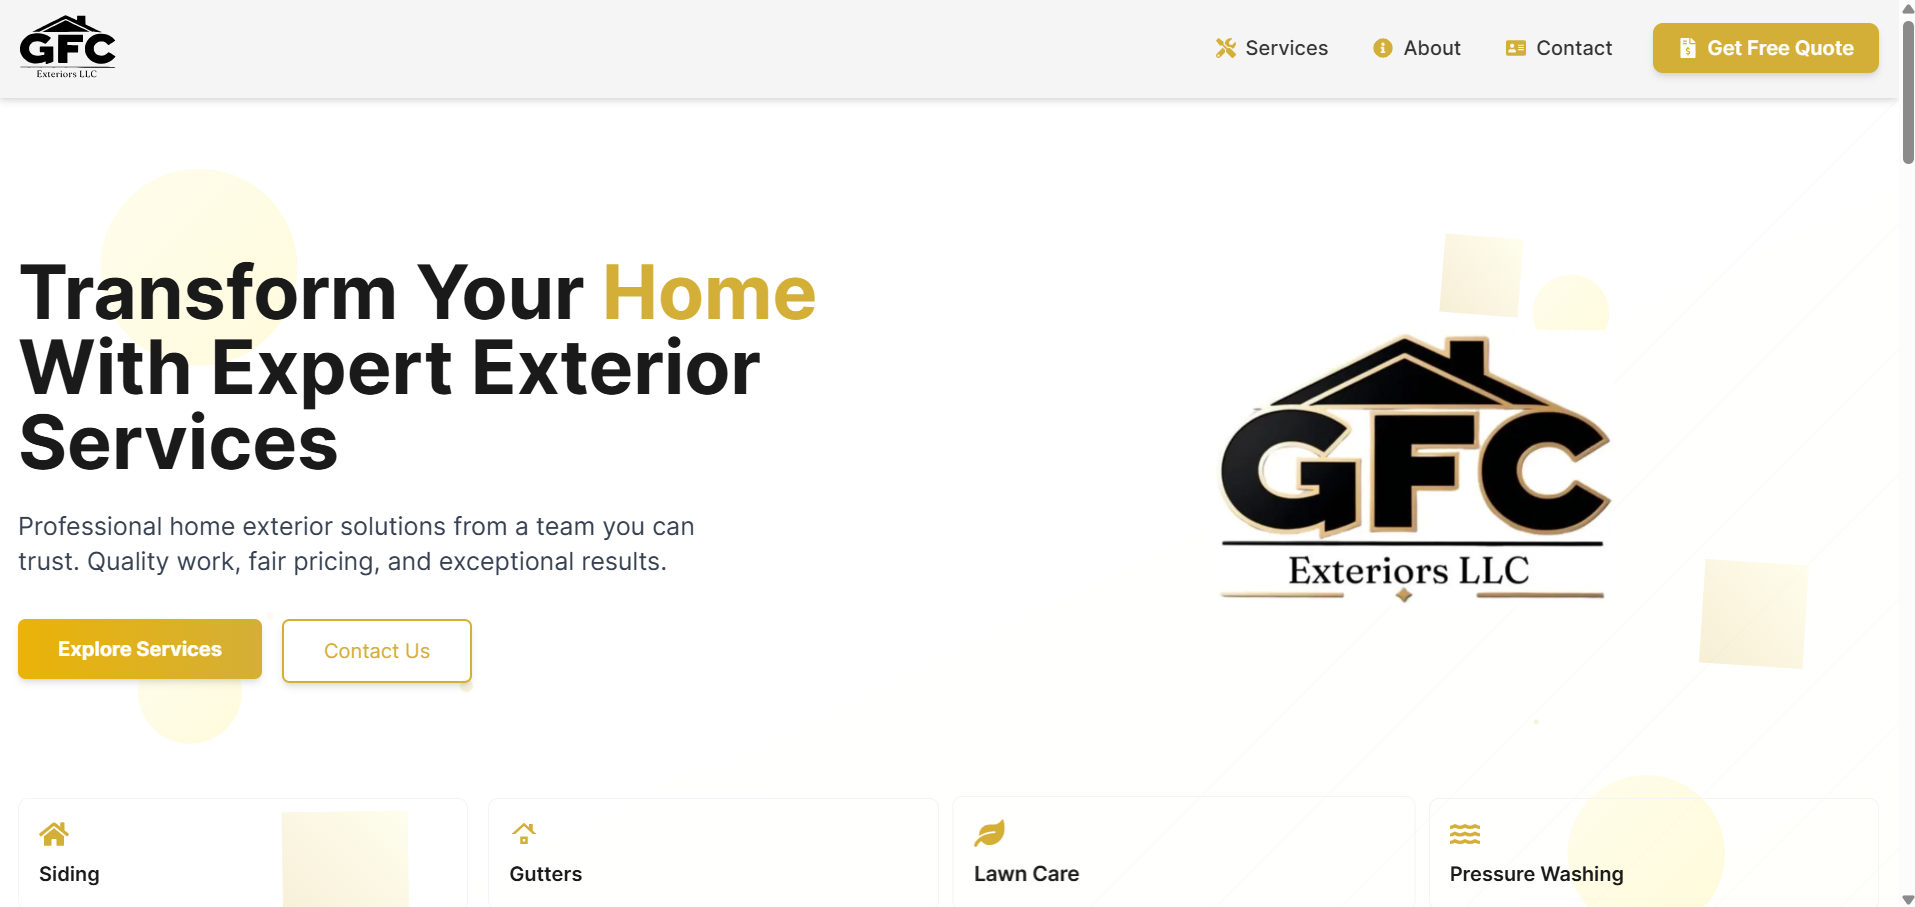 GFC
Exteriors LLC
Services
About
Contact
Get Free Quote
Transform Your Home
With Expert Exterior
Services
Professional home exterior solutions from a team you can
trust. Quality work, fair pricing, and exceptional results.
Explore Services
Contact Us
GFC
Exteriors LLC
Siding
Gutters
Lawn Care
Pressure Washing